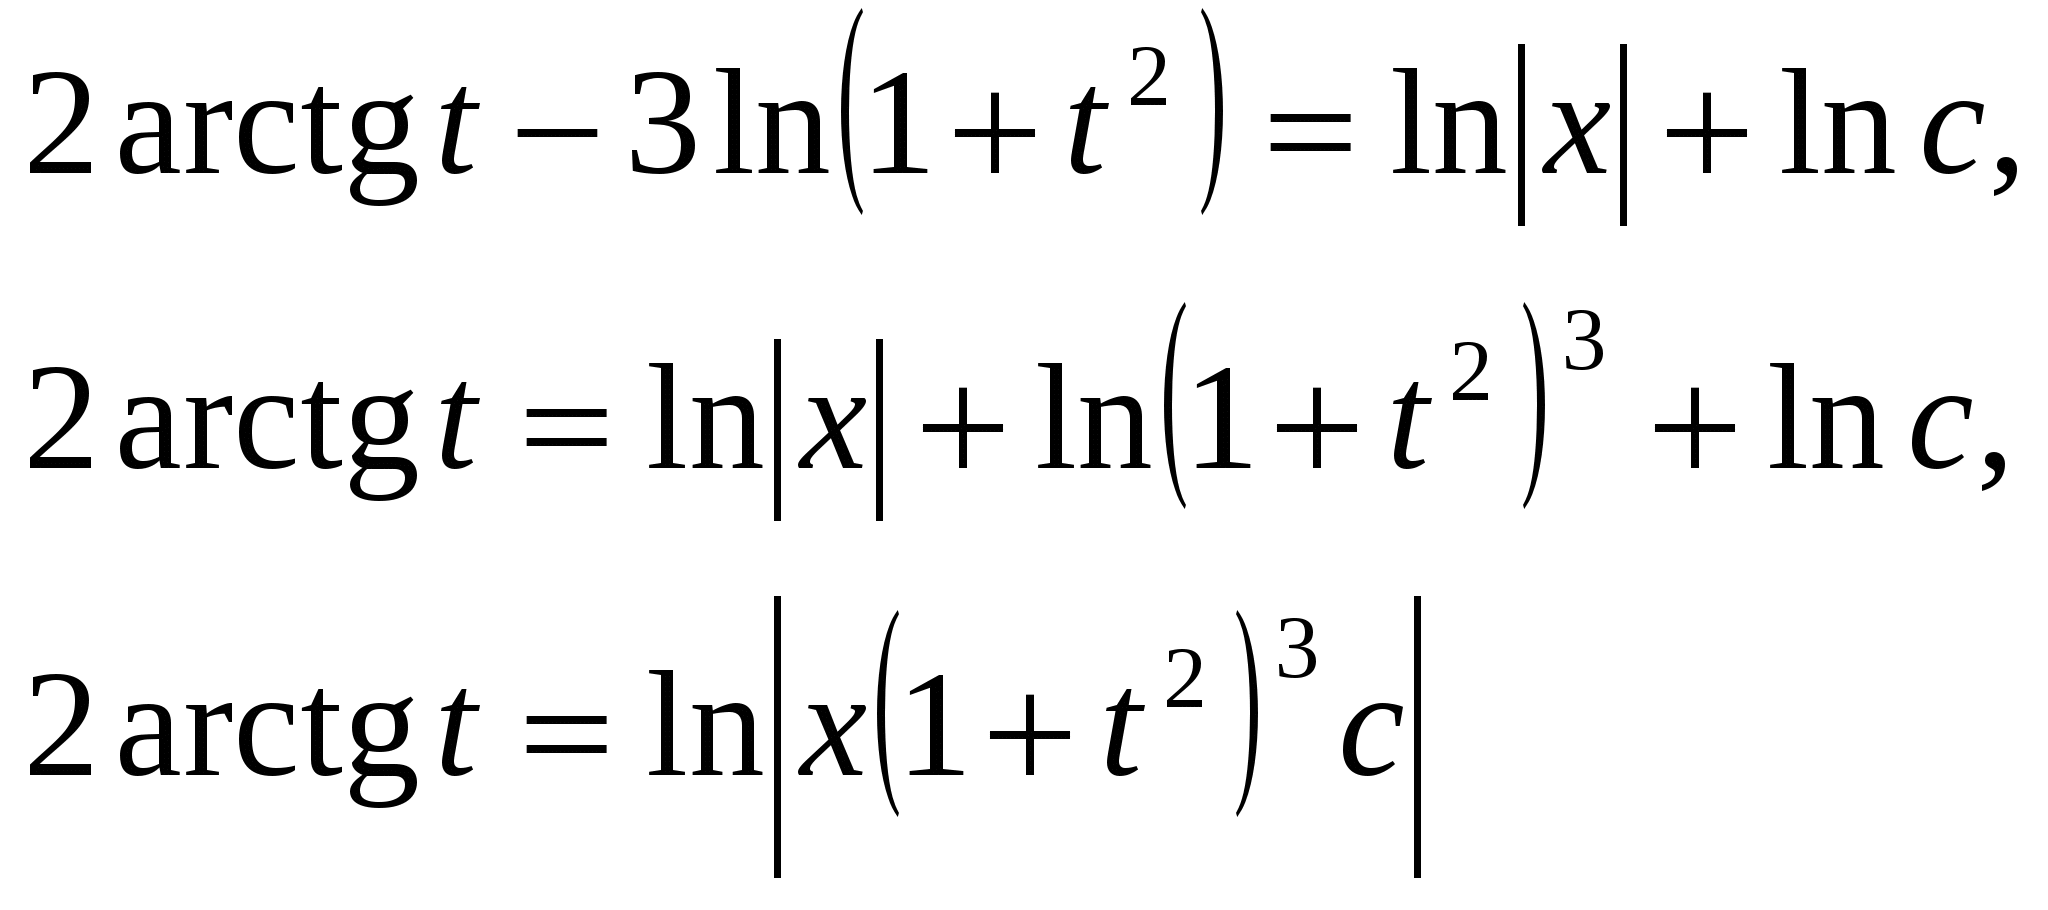 2 arctg t − 3 ln(1 + t²) = ln|x| + ln c,
2 arctg t = ln|x| + ln(1 + t²)³ + ln c,
2 arctg t = ln|x(1 + t²)³ c|